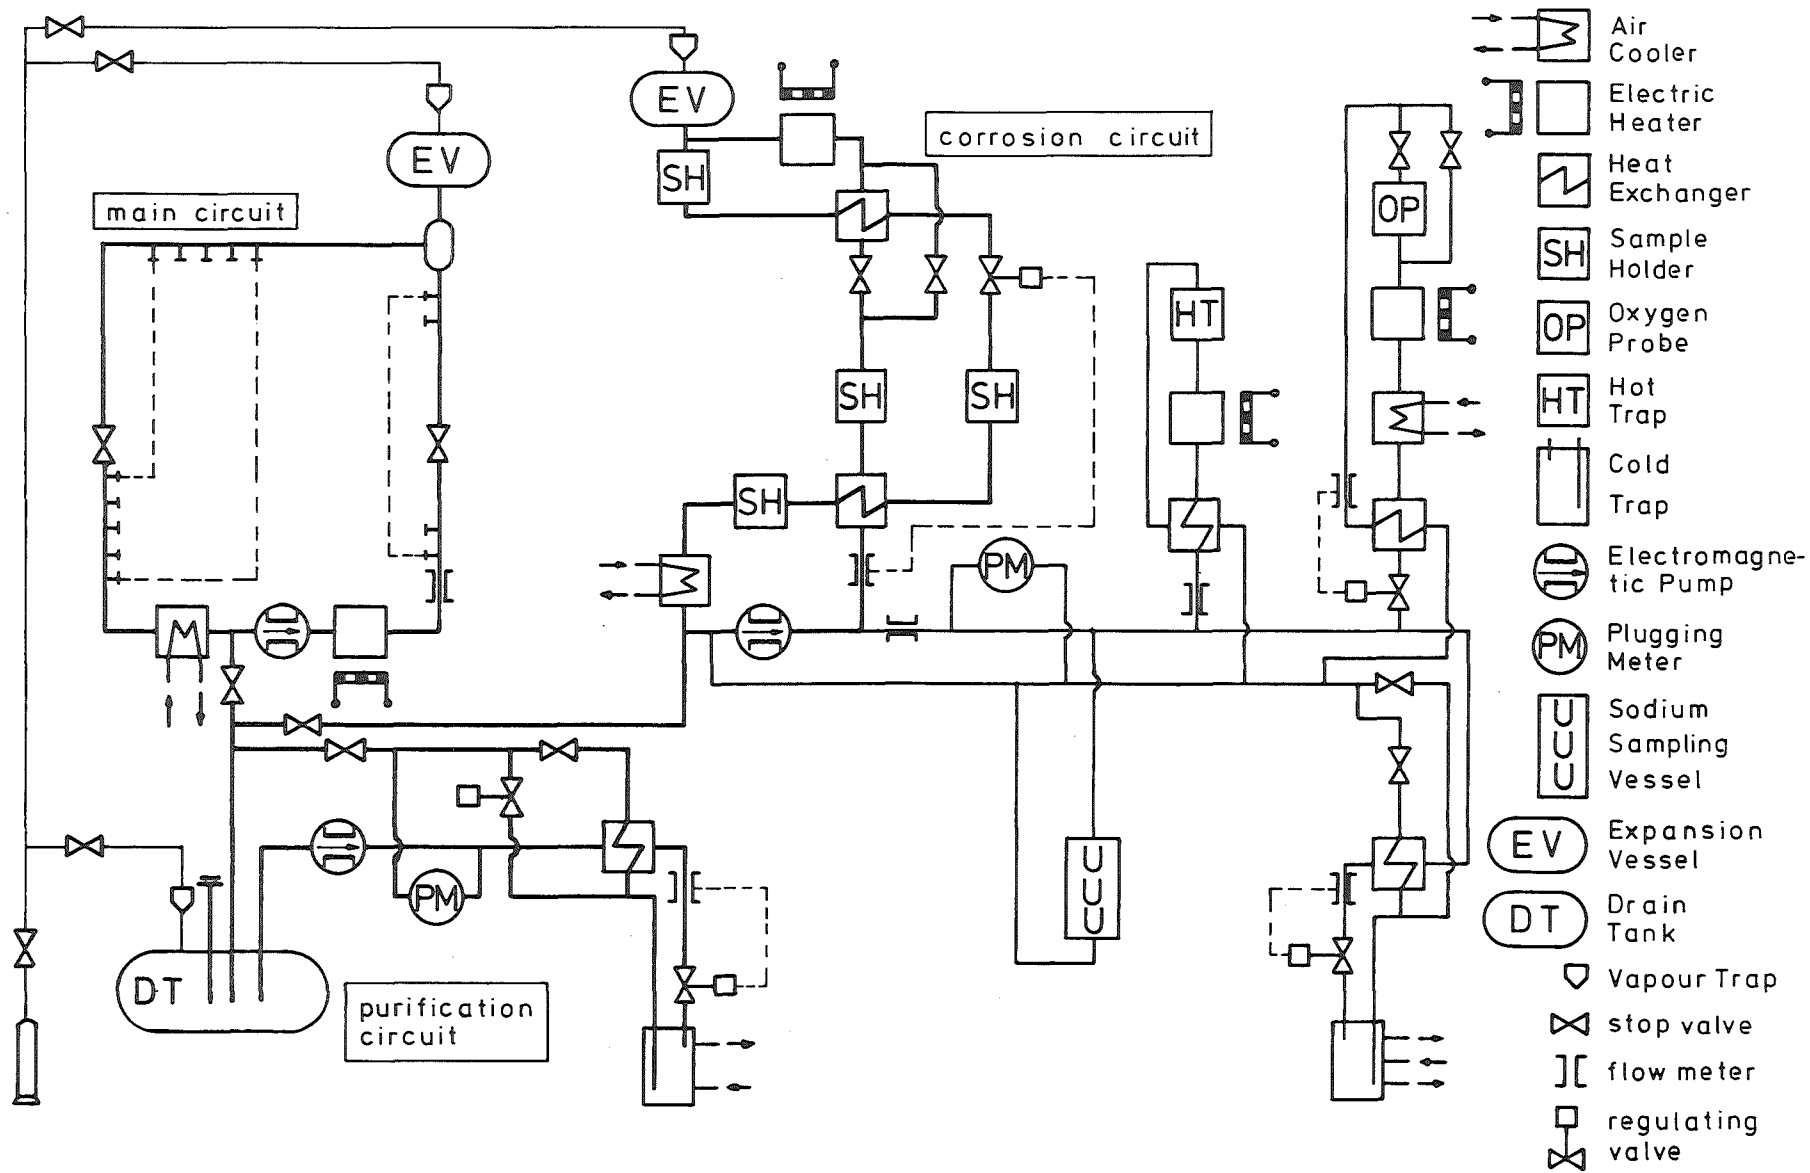 EV
EV
corrosion circuit
SH
main circuit
OP
HT
SH
SH
SH
PM
PM
U
U
U
DT
purification
circuit
Air
Cooler
Electric
Heater
Heat
Exchanger
SH
Sample
Holder
OP
Oxygen
Probe
HT
Hot
Trap
Cold
Trap
Electromagne-
tic Pump
PM
Plugging
Meter
U
U
U
Sodium
Sampling
Vessel
EV
Expansion
Vessel
DT
Drain
Tank
Vapour Trap
stop valve
flow meter
regulating
valve